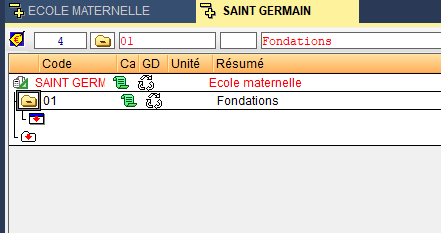 ECOLE MATERNELLE SAINT GERMAIN
4 01 Fondations
Code Ca GD Unité Résumé
SAINT GERM Ecole maternelle
01 Fondations